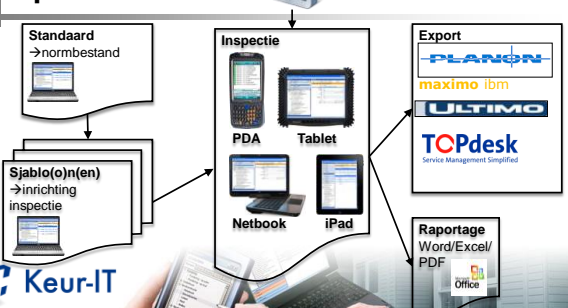 Standaard
→normbestand
Sjablo(o)n(en)
→inrichting
inspectie
Inspectie
PDA
Tablet
Netbook
iPad
Export
PLANON
maximo ibm
ULTIMO
TOPdesk
Service Management Simplified
Raportage
Word/Excel/
PDF
Microsoft
Office
Keur-IT